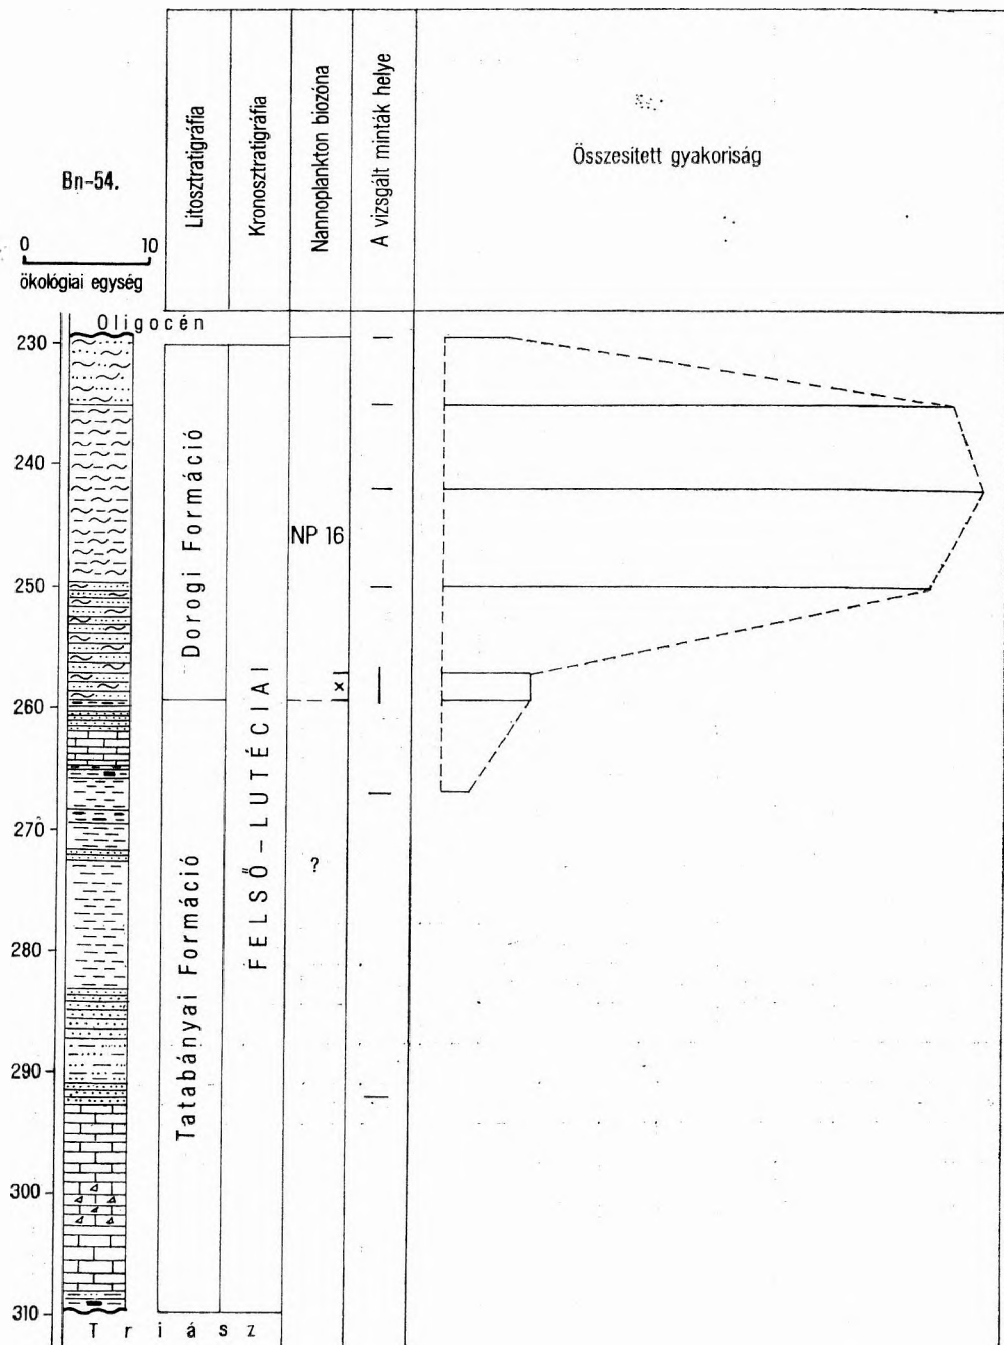 Bn-54.
0 10
ökológiai egység
Litosztratigráfia
Kronosztratigráfia
Nannoplankton biozóna
A vizsgált minták helye
Összesített gyakoriság
Oligocén
230
240
250
260
270
280
290
300
310
Dorogi Formáció
Tatabányai Formáció
FELSŐ-LUTÉCIAI
NP 16
x
?
Triász